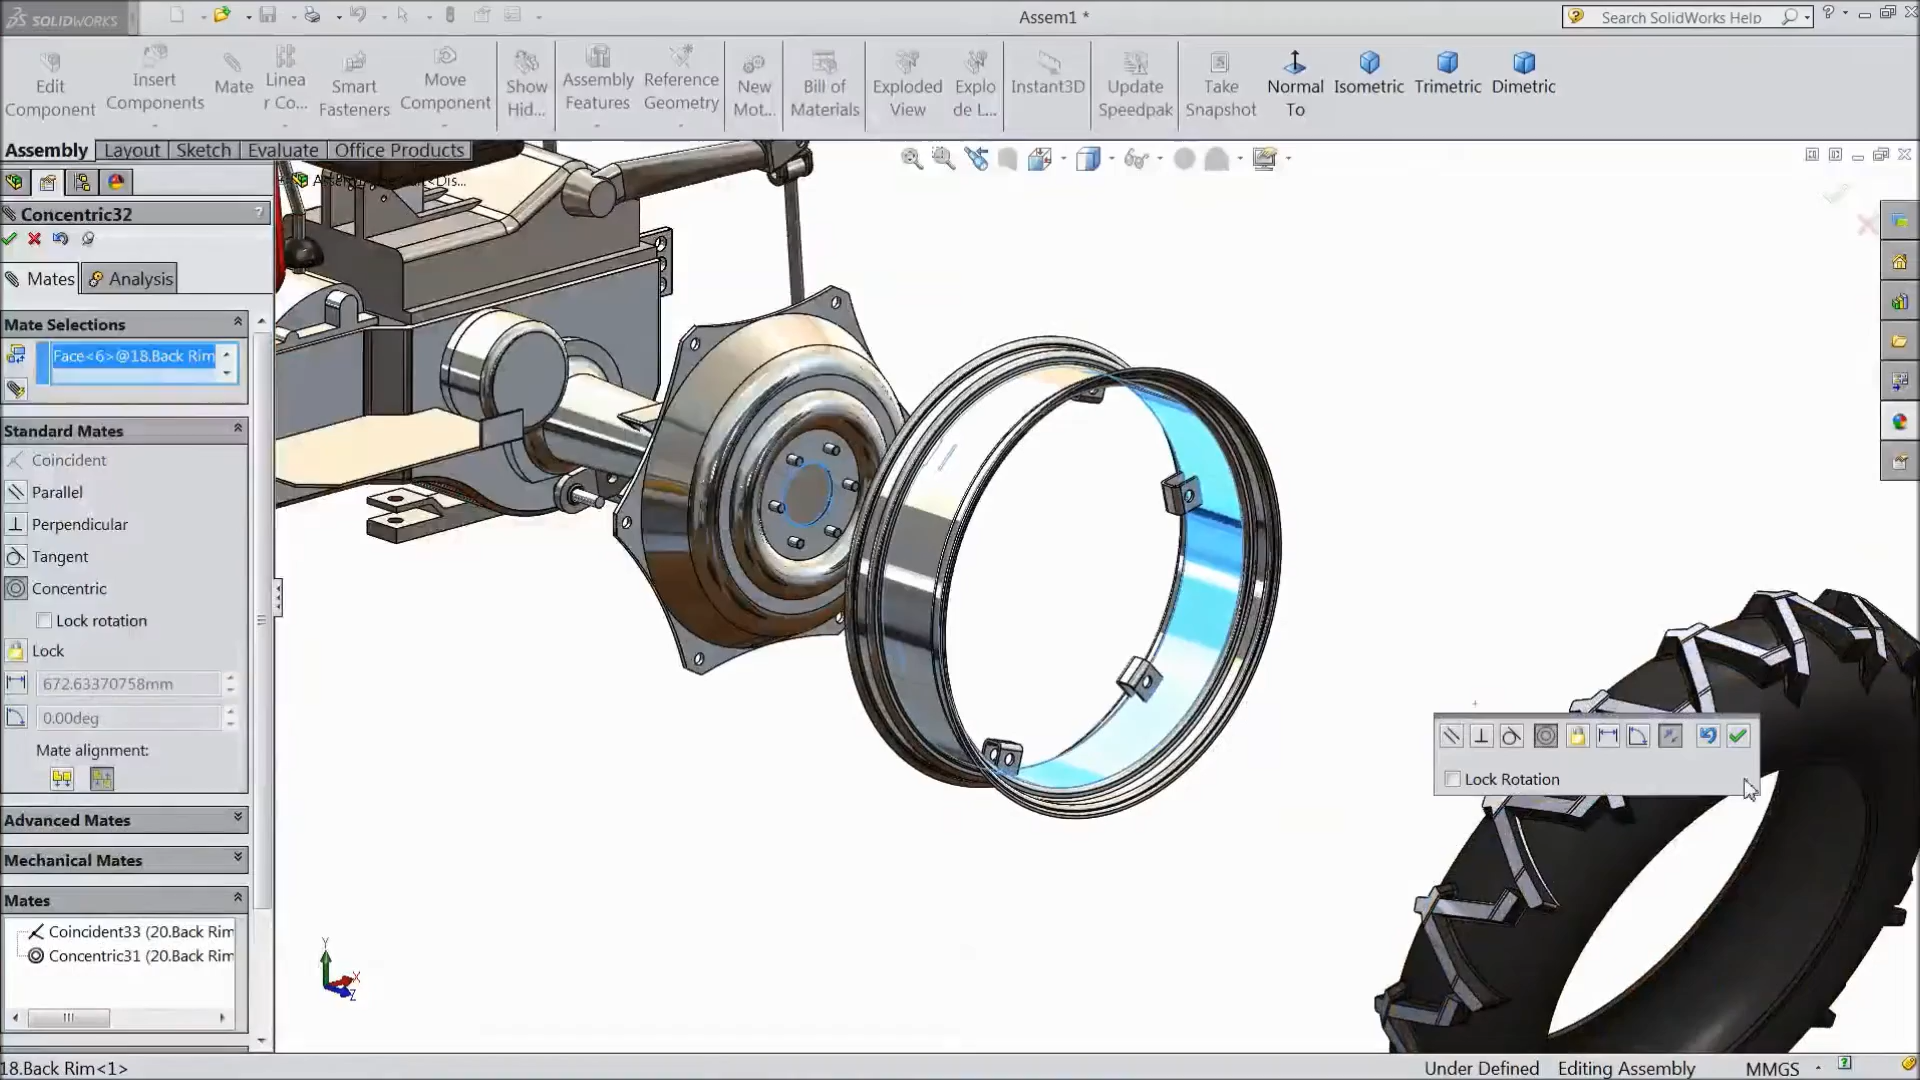 SOLIDWORKS
Assem1 *
Search SolidWorks Help
Edit Component
Insert Components
Mate
Linea r Co...
Smart Fasteners
Move Component
Show Hid...
Assembly Features
Reference Geometry
New Mot...
Bill of Materials
Exploded View
Explo de L...
Instant3D
Update Speedpak
Take Snapshot
Normal To
Isometric
Trimetric
Dimetric
Assembly
Layout
Sketch
Evaluate
Office Products
Concentric32
?
Mates
Analysis
Mate Selections
Face<6>@18.Back Rim
Standard Mates
Coincident
Parallel
Perpendicular
Tangent
Concentric
Lock rotation
Lock
672.63370758mm
0.00deg
Mate alignment:
Advanced Mates
Mechanical Mates
Mates
Coincident33 (20.Back Rim
Concentric31 (20.Back Rim
Lock Rotation
Y
X
Z
18.Back Rim<1>
Under Defined
Editing Assembly
MMGS